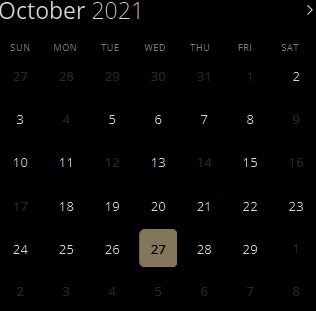 October 2021
SUN MON TUE WED THU FRI SAT
27 28 29 30 31 1 2
3 4 5 6 7 8 9
10 11 12 13 14 15 16
17 18 19 20 21 22 23
24 25 26 27 28 29 1
2 3 4 5 6 7 8